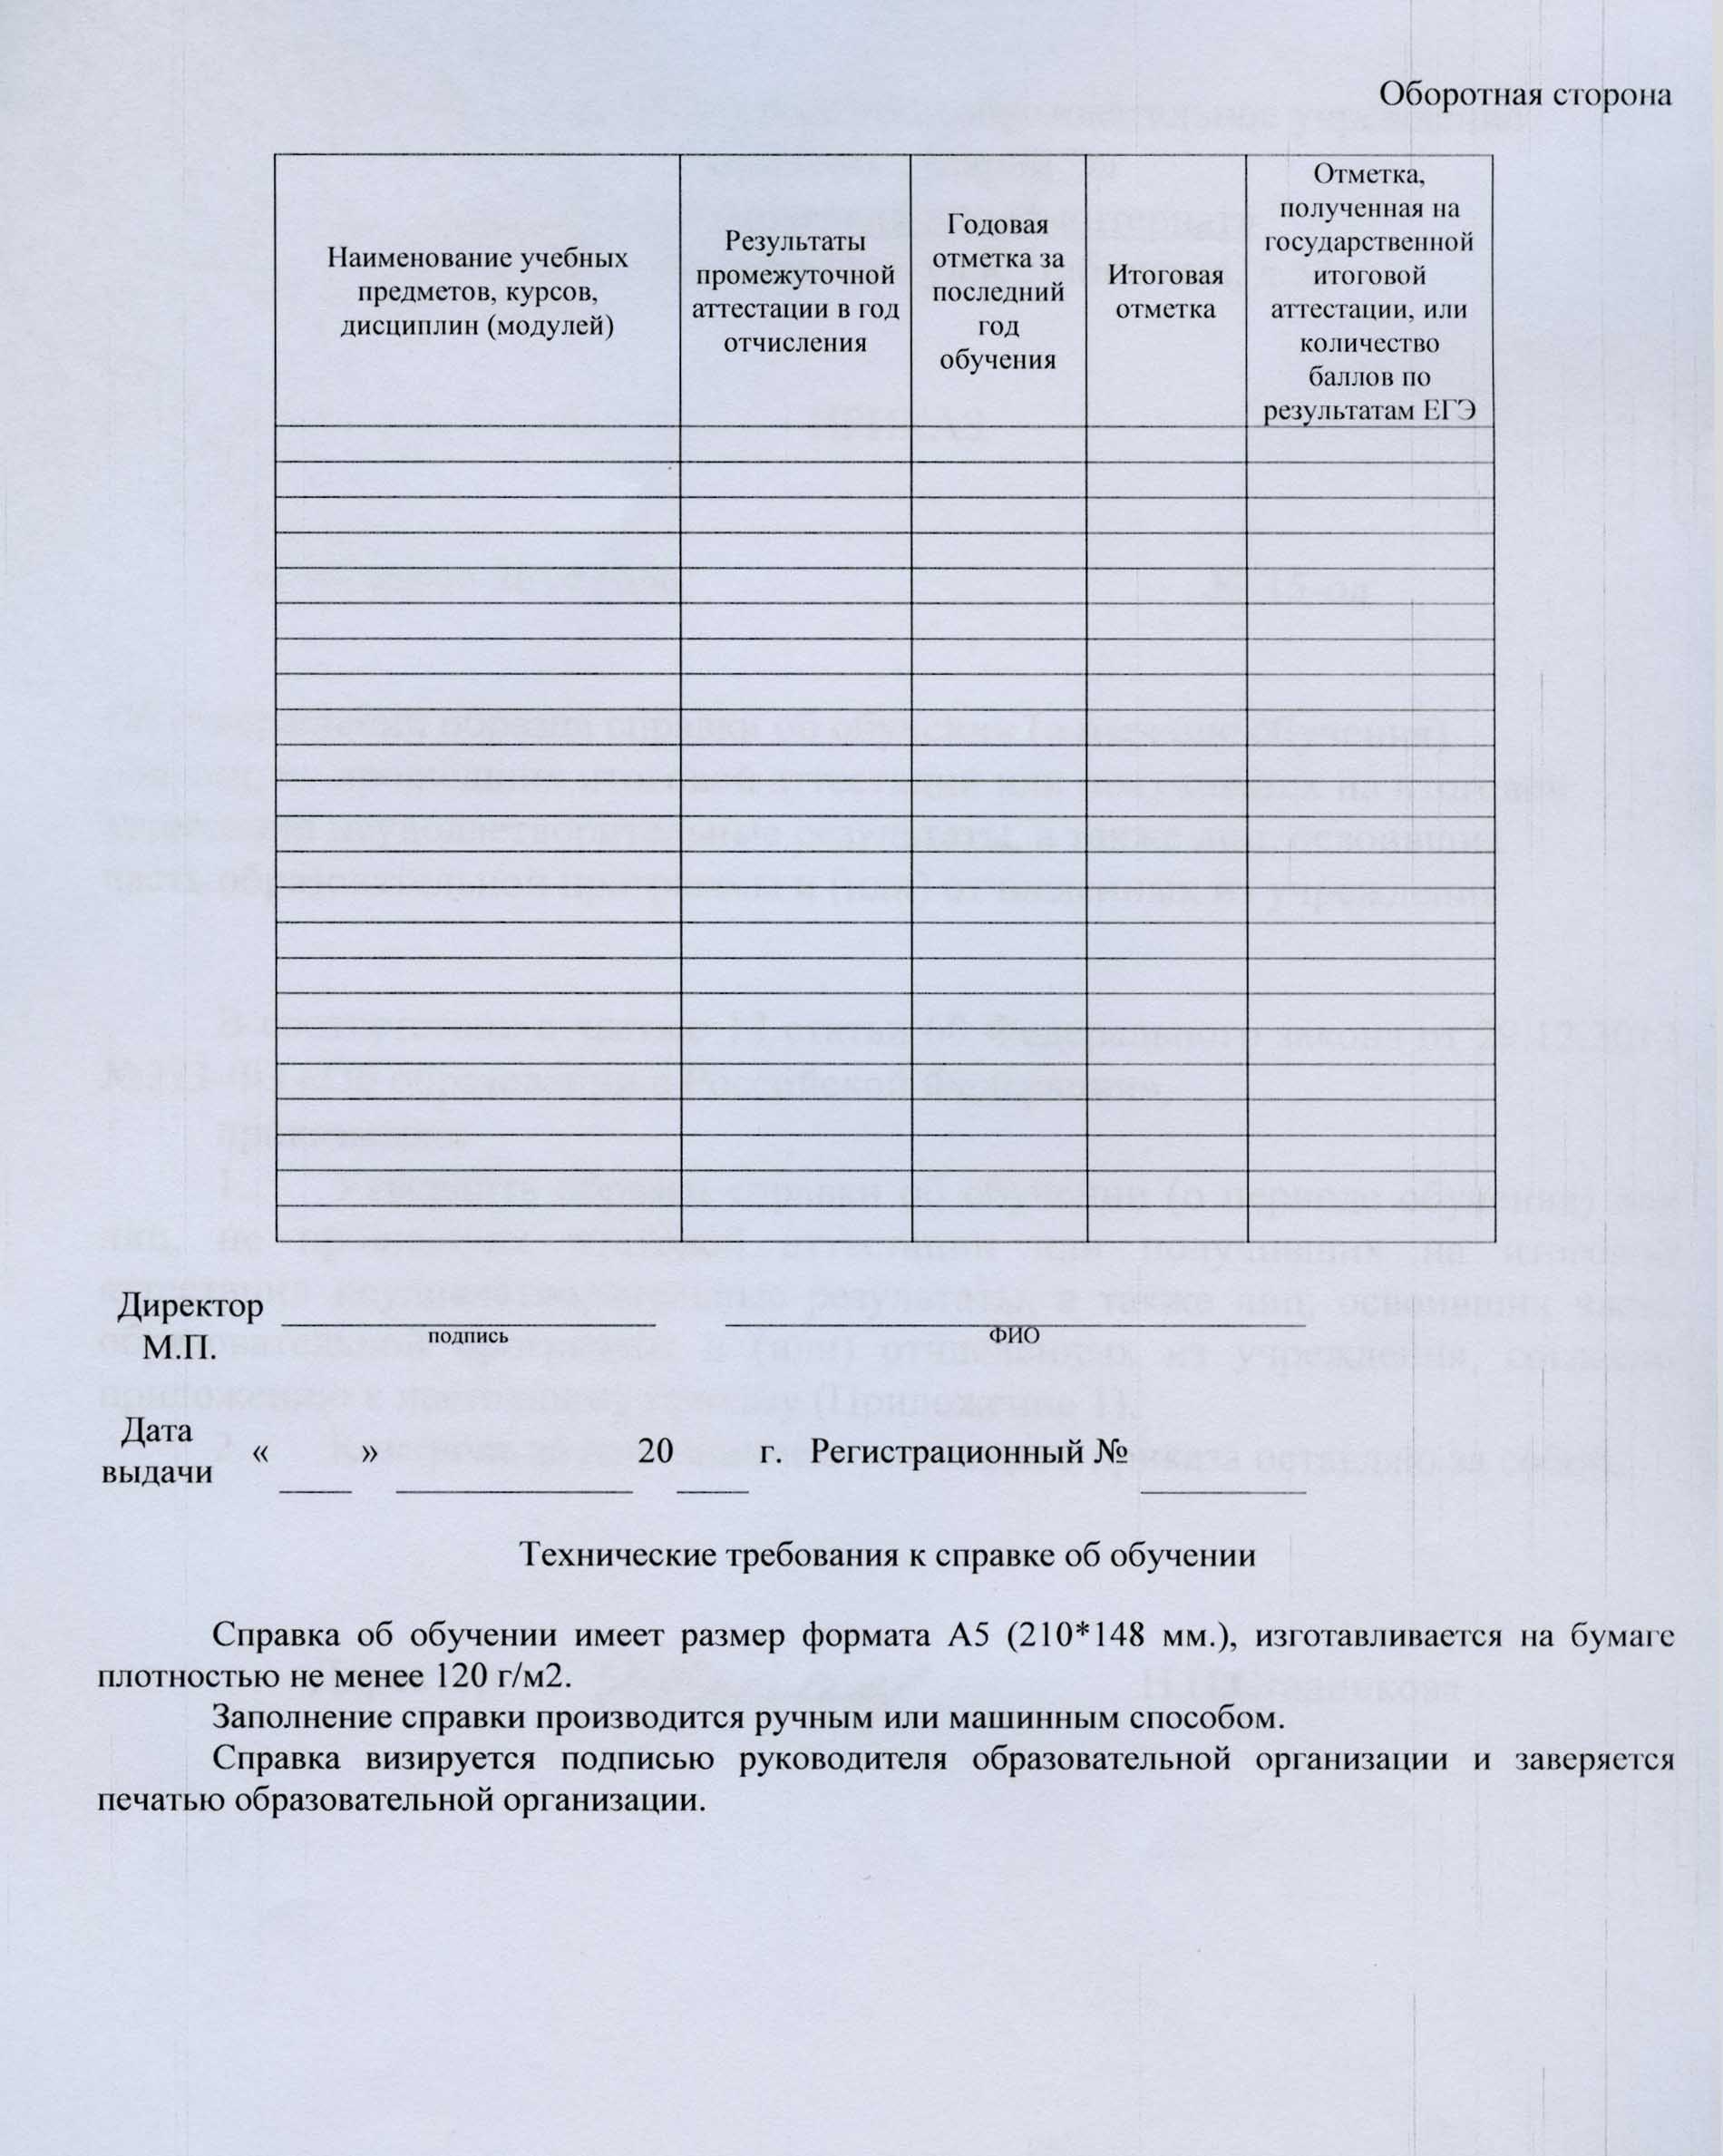 Оборотная сторона
Наименование учебных
предметов, курсов,
дисциплин (модулей)
Результаты
промежуточной
аттестации в год
отчисления
Годовая
отметка за
последний
год
обучения
Итоговая
отметка
Отметка,
полученная на
государственной
итоговой
аттестации, или
количество
баллов по
результатам ЕГЭ
Директор
подпись
ФИО
М.П.
Дата
выдачи
« » 20 г. Регистрационный №
Технические требования к справке об обучении
Справка об обучении имеет размер формата А5 (210*148 мм.), изготавливается на бумаге
плотностью не менее 120 г/м2.
Заполнение справки производится ручным или машинным способом.
Справка визируется подписью руководителя образовательной организации и заверяется
печатью образовательной организации.